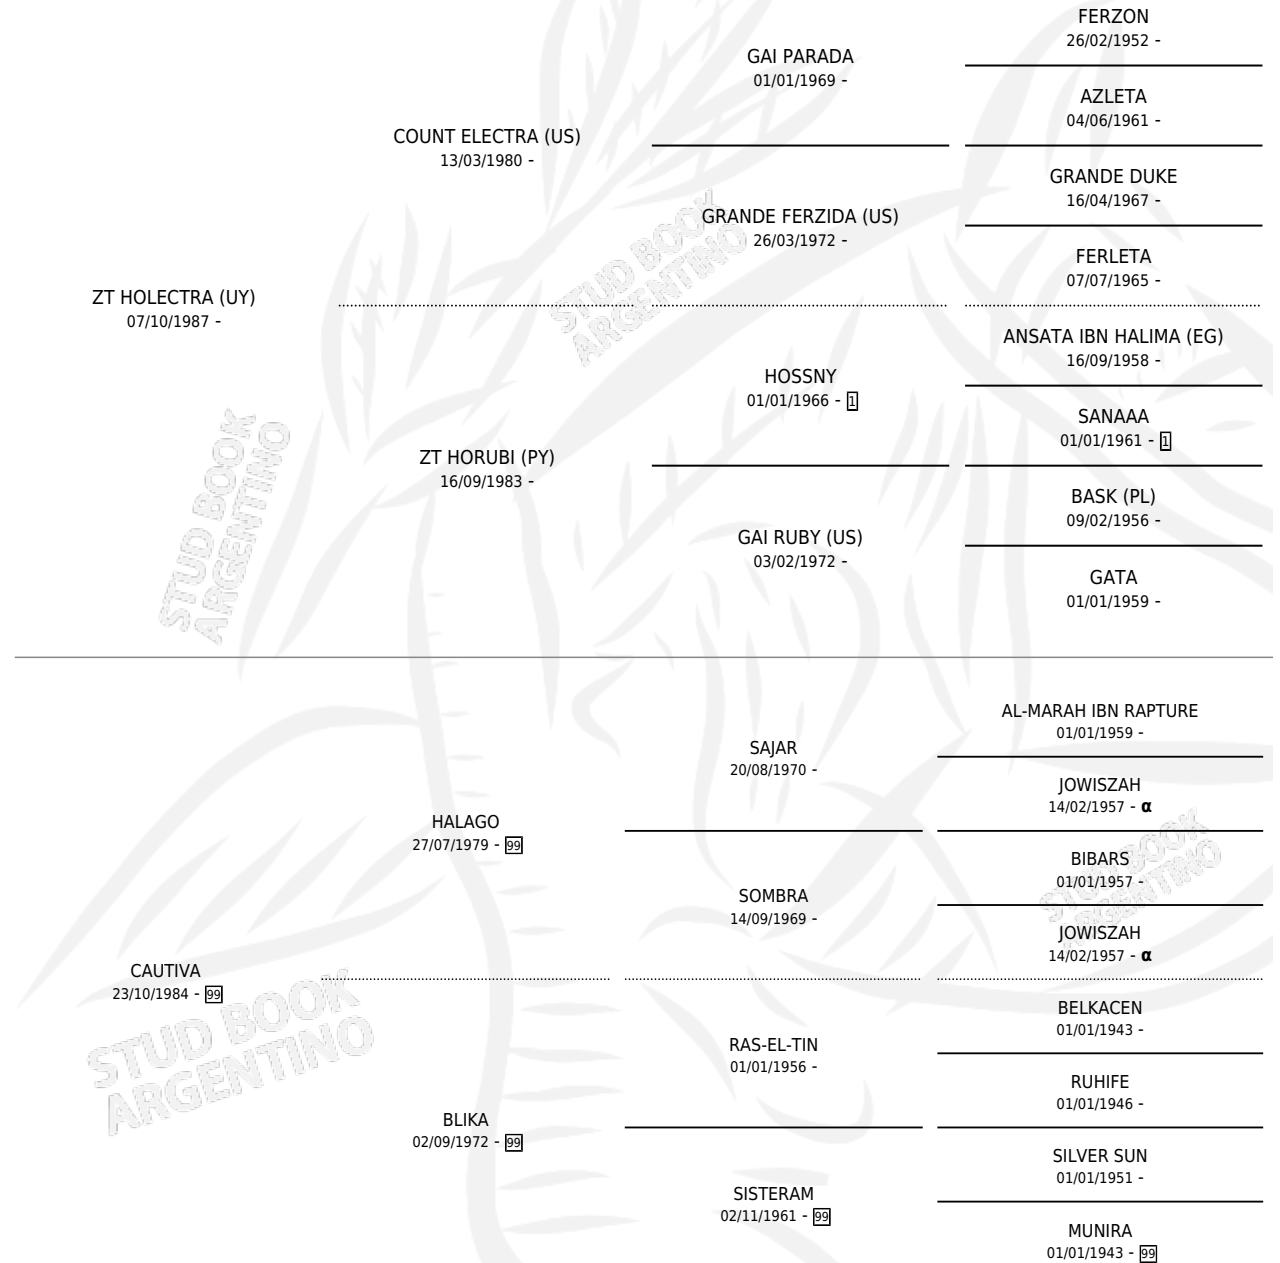 FERZON
26/02/1952 -
GAI PARADA
01/01/1969 -
AZLETA
04/06/1961 -
COUNT ELECTRA (US)
13/03/1980 -
GRANDE DUKE
16/04/1967 -
GRANDE FERZIDA (US)
26/03/1972 -
FERLETA
07/07/1965 -
ZT HOLECTRA (UY)
07/10/1987 -
ANSATA IBN HALIMA (EG)
16/09/1958 -
HOSSNY
01/01/1966 - 1
SANAAA
01/01/1961 - 1
ZT HORUBI (PY)
16/09/1983 -
BASK (PL)
09/02/1956 -
GAI RUBY (US)
03/02/1972 -
GATA
01/01/1959 -
AL-MARAH IBN RAPTURE
01/01/1959 -
SAJAR
20/08/1970 -
JOWISZAH
14/02/1957 - α
HALAGO
27/07/1979 - 99
BIBARS
01/01/1957 -
SOMBRA
14/09/1969 -
JOWISZAH
14/02/1957 - α
CAUTIVA
23/10/1984 - 99
BELKACEN
01/01/1943 -
RAS-EL-TIN
01/01/1956 -
RUHIFE
01/01/1946 -
BLIKA
02/09/1972 - 99
SILVER SUN
01/01/1951 -
SISTERAM
02/11/1961 - 99
MUNIRA
01/01/1943 - 99
STUD BOOK
ARGENTINO
STUD BOOK
ARGENTINO
STUD BOOK
ARGENTINO
STUD BOOK
ARGENTINO